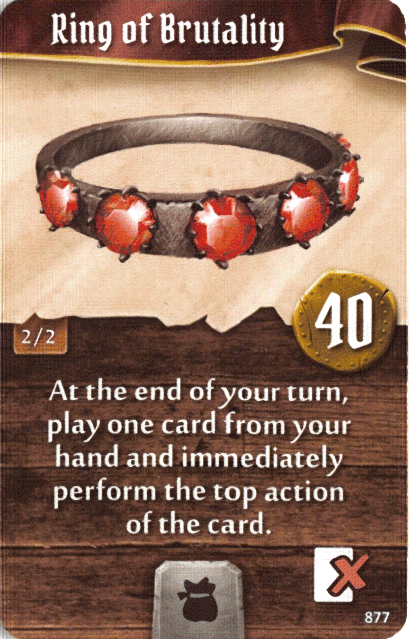 Ring of Brutality
2/2
40
At the end of your turn,
play one card from your
hand and immediately
perform the top action
of the card.
877